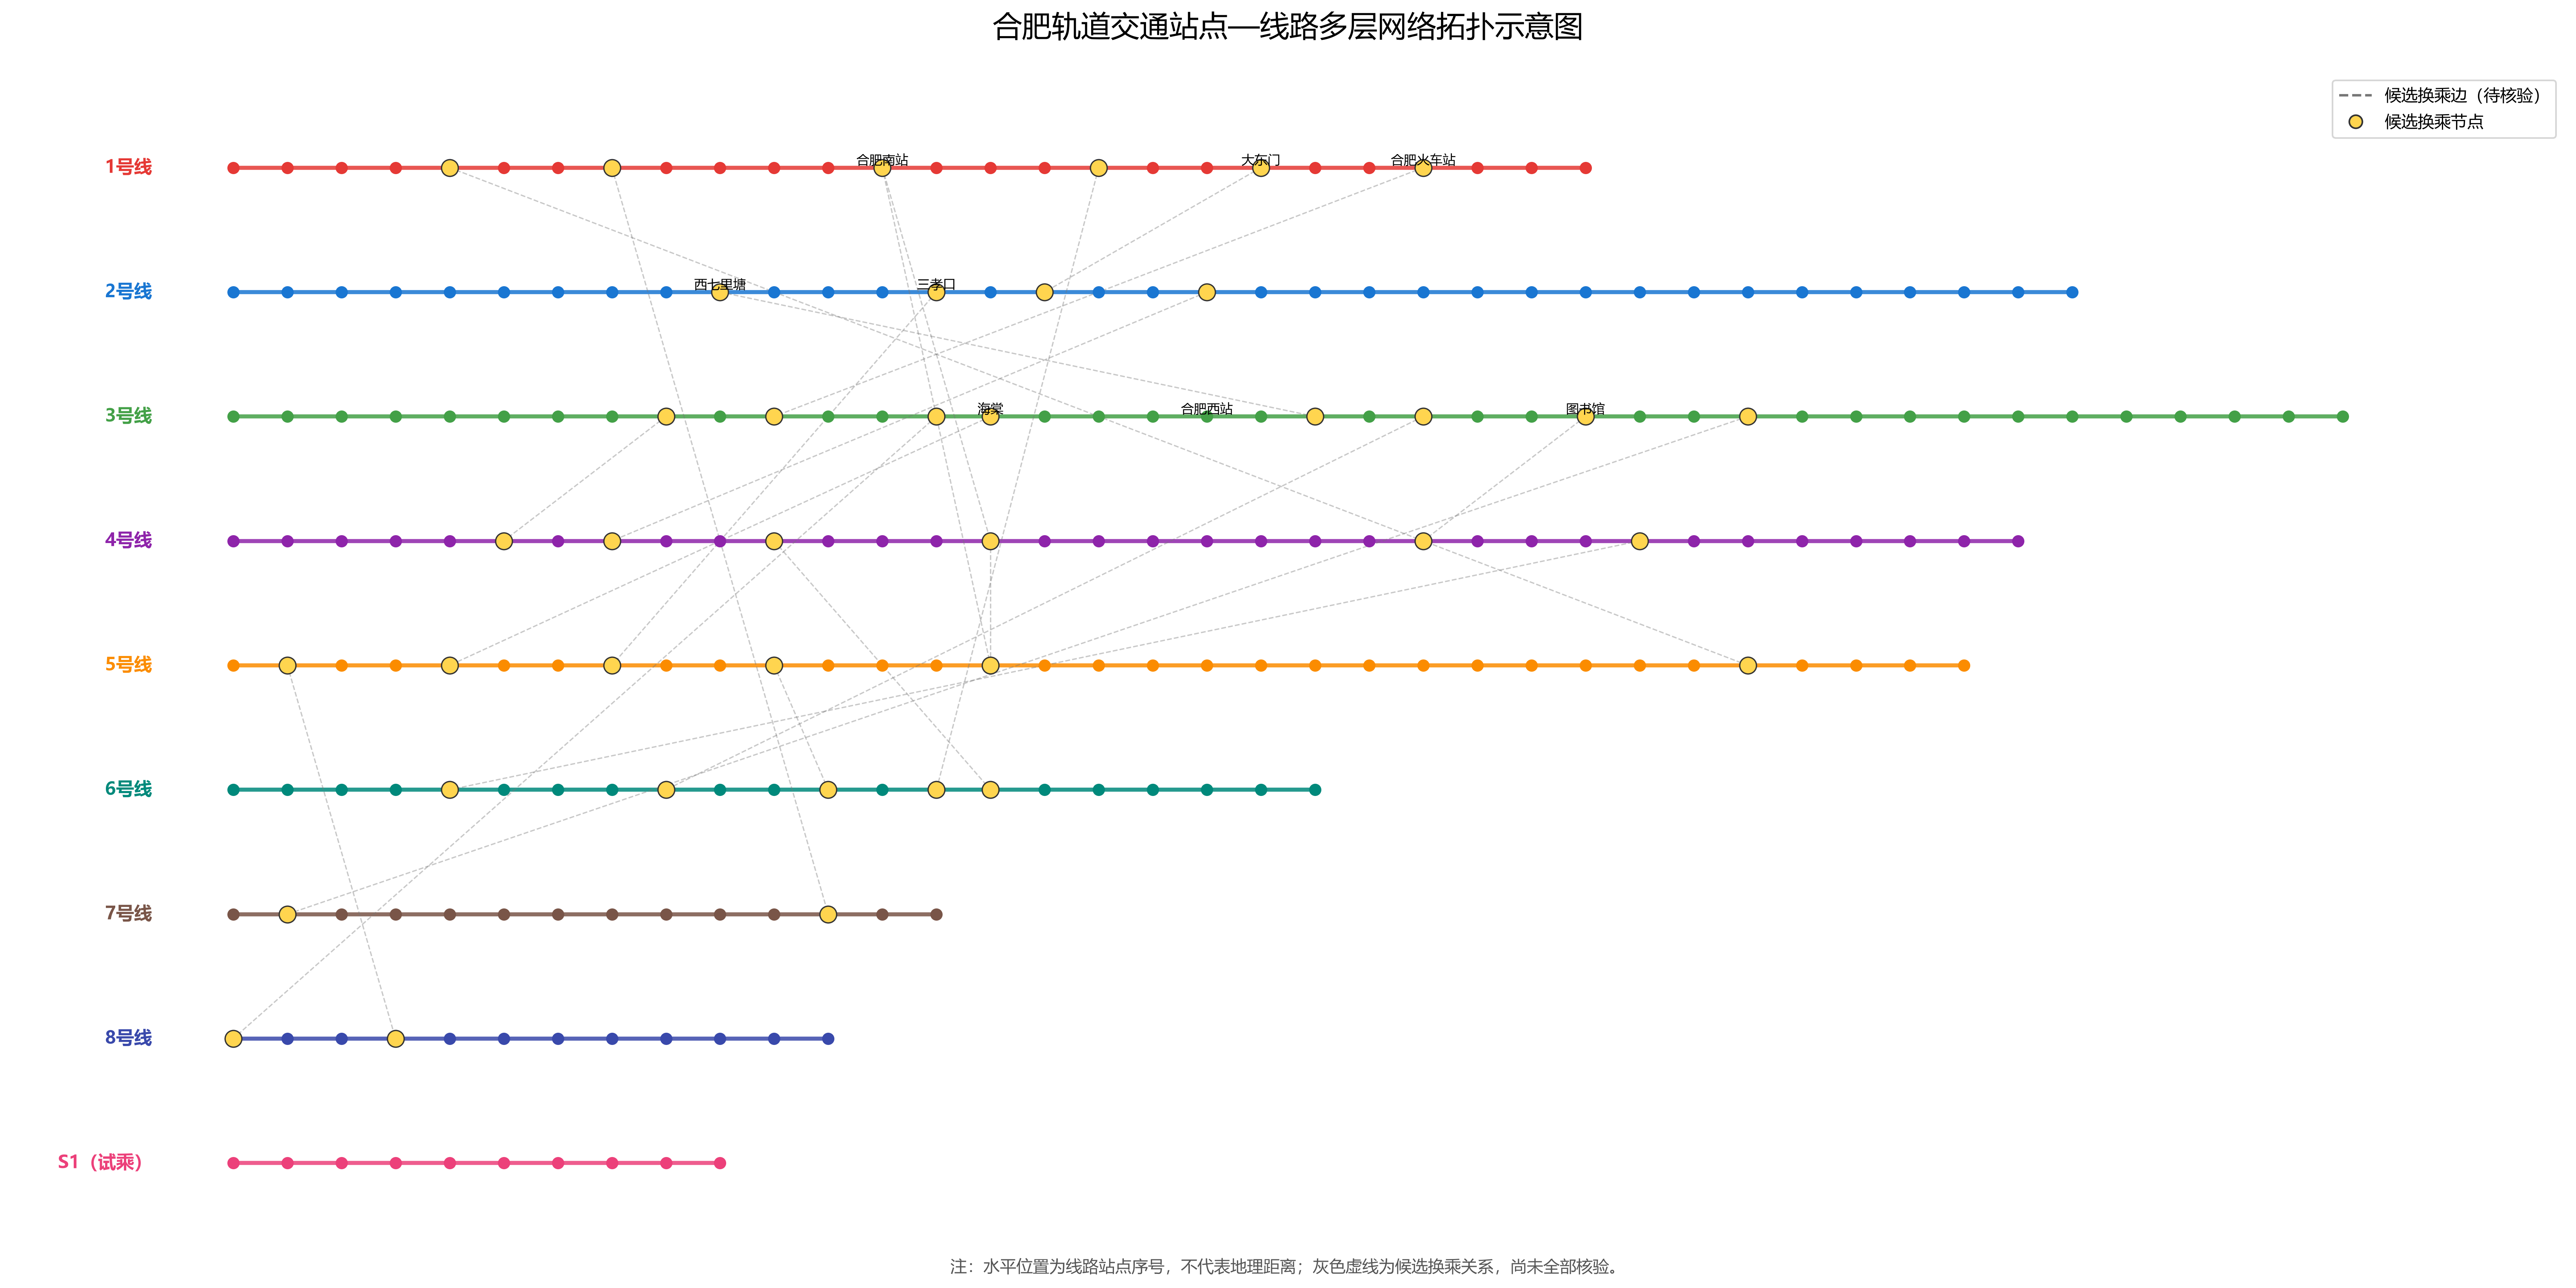 合肥轨道交通站点—线路多层网络拓扑示意图
候选换乘边（待核验）
候选换乘节点
1号线
合肥南站
大东门
合肥火车站
2号线
西七里塘
三孝口
3号线
海棠
合肥西站
图书馆
4号线
5号线
6号线
7号线
8号线
S1（试乘）
注：水平位置为线路站点序号，不代表地理距离；灰色虚线为候选换乘关系，尚未全部核验。